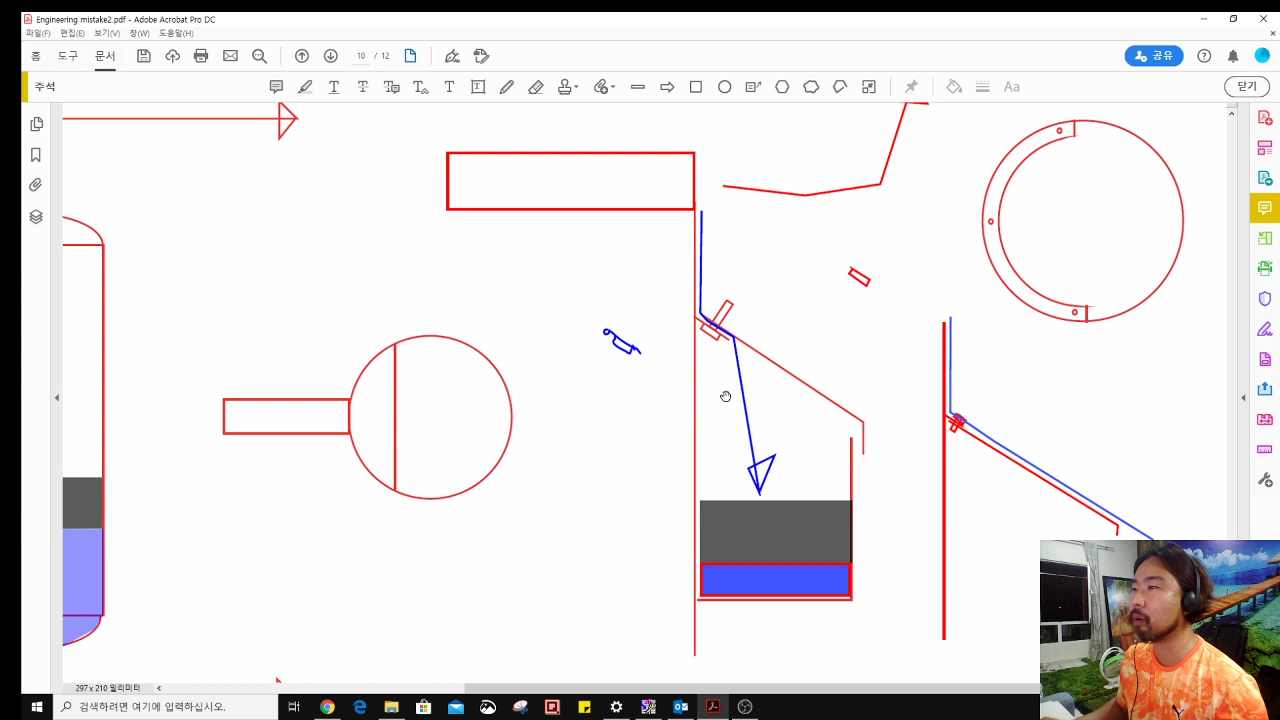 Engineering mistake2.pdf - Adobe Acrobat Pro DC
파일(F) 편집(E) 보기(V) 창(W) 도움말(H)
홈 도구 문서 10 / 12 공유
주석 Aa 닫기
297 x 210 밀리미터
검색하려면 여기에 입력하십시오.